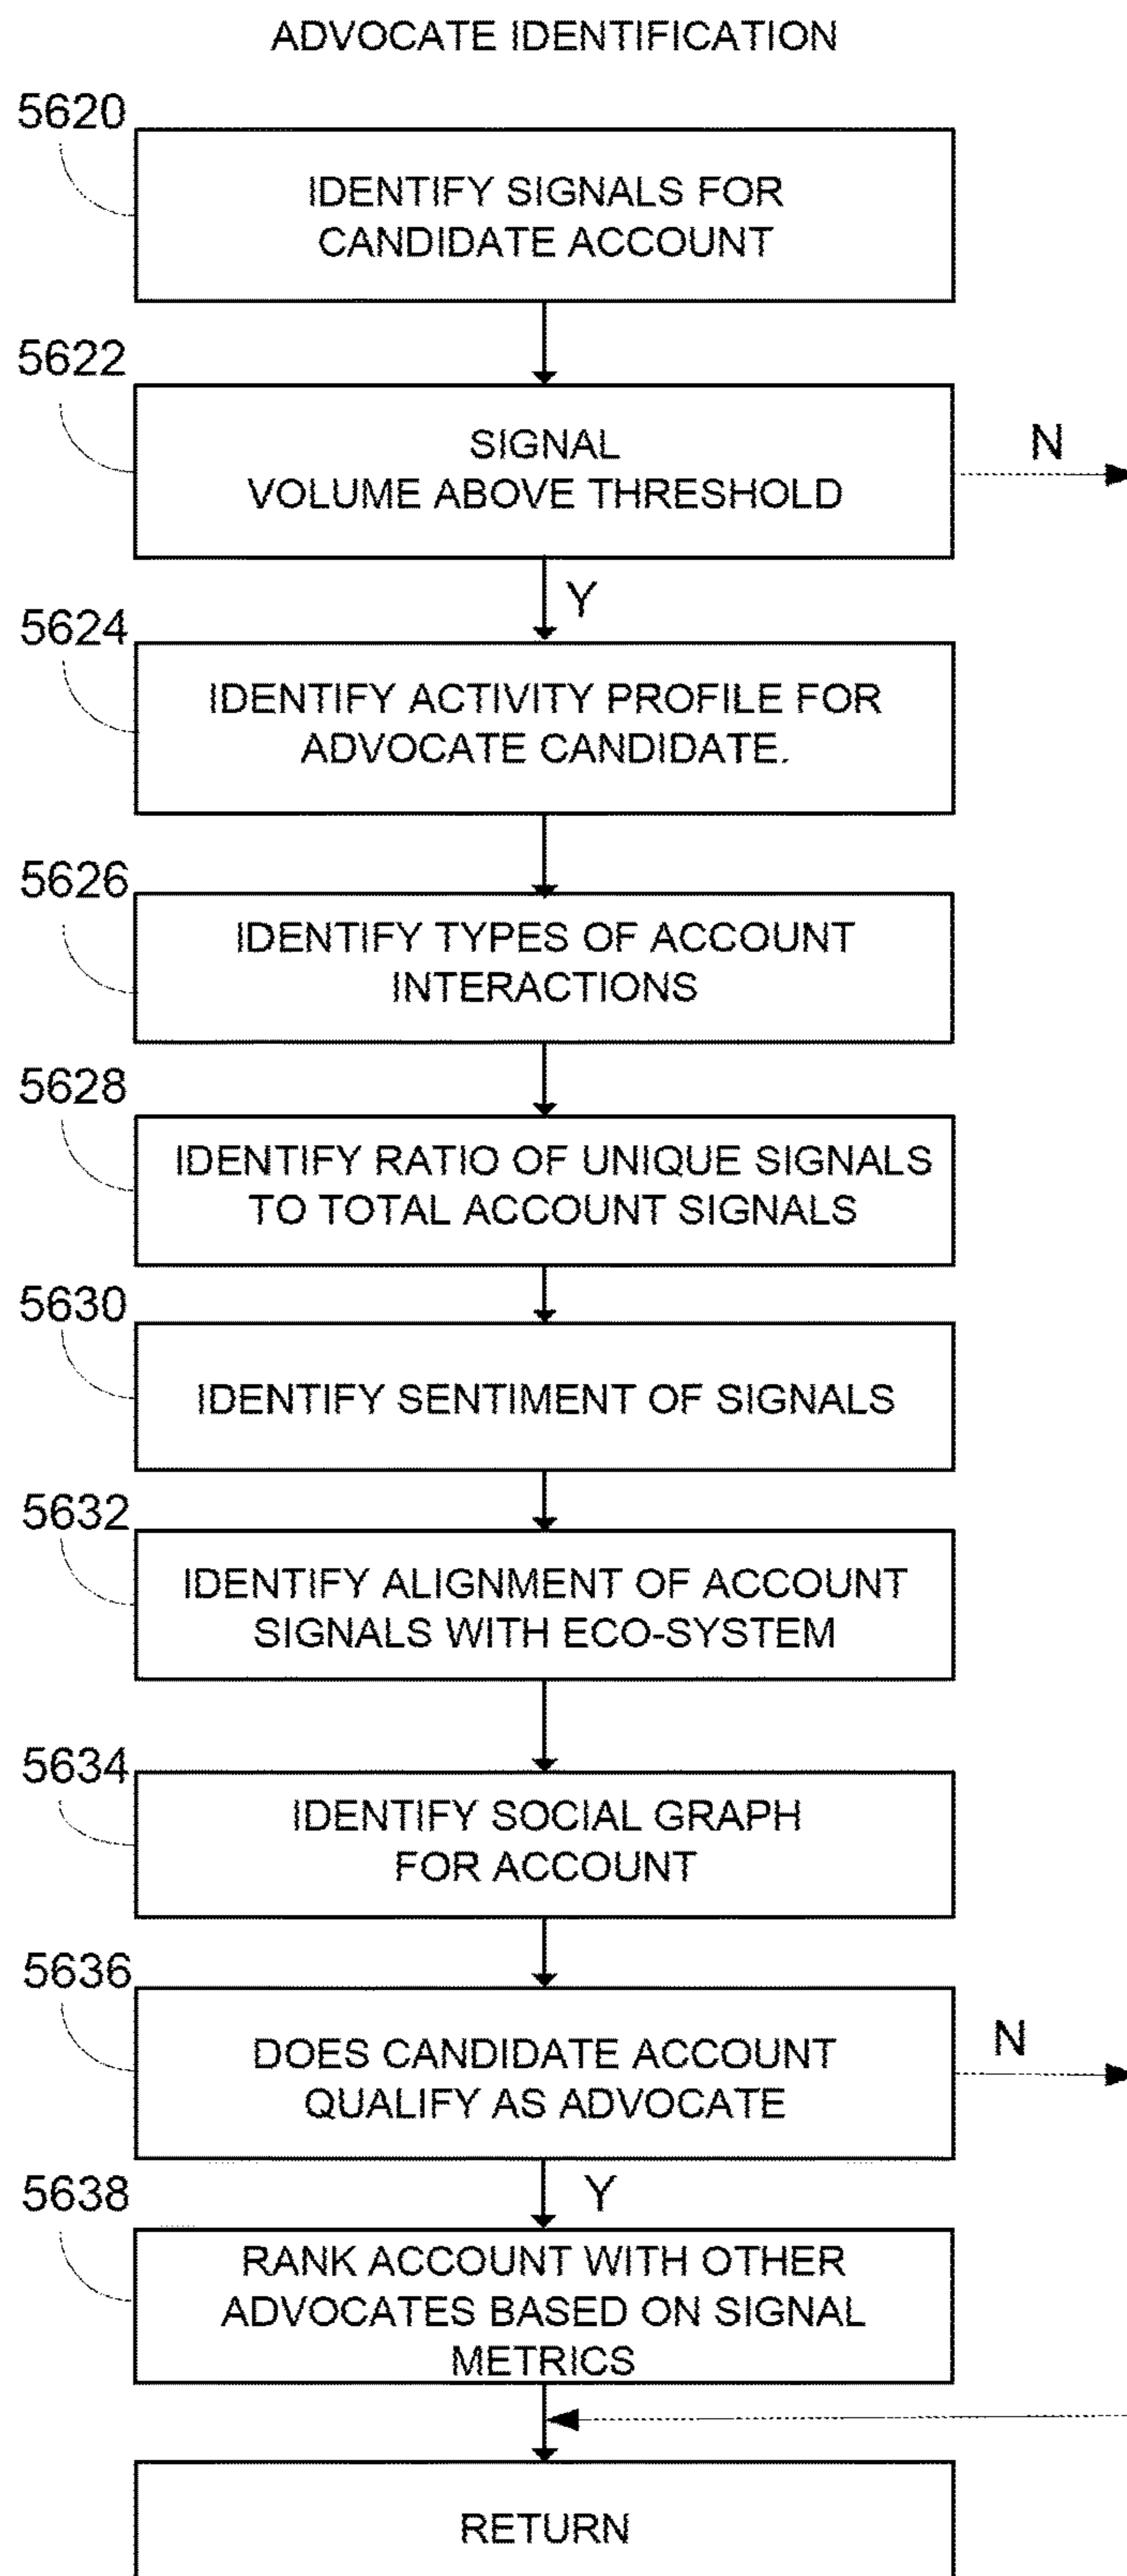 ADVOCATE IDENTIFICATION
5620
IDENTIFY SIGNALS FOR
CANDIDATE ACCOUNT
5622
SIGNAL
VOLUME ABOVE THRESHOLD
N
Y
5624
IDENTIFY ACTIVITY PROFILE FOR
ADVOCATE CANDIDATE.
5626
IDENTIFY TYPES OF ACCOUNT
INTERACTIONS
5628
IDENTIFY RATIO OF UNIQUE SIGNALS
TO TOTAL ACCOUNT SIGNALS
5630
IDENTIFY SENTIMENT OF SIGNALS
5632
IDENTIFY ALIGNMENT OF ACCOUNT
SIGNALS WITH ECO-SYSTEM
5634
IDENTIFY SOCIAL GRAPH
FOR ACCOUNT
5636
DOES CANDIDATE ACCOUNT
QUALIFY AS ADVOCATE
N
Y
5638
RANK ACCOUNT WITH OTHER
ADVOCATES BASED ON SIGNAL
METRICS
RETURN